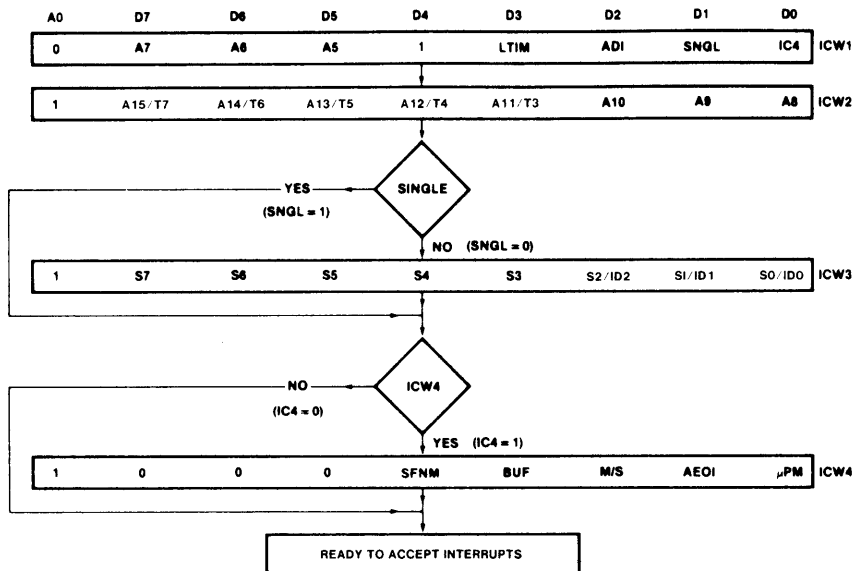 A0 D7 D6 D5 D4 D3 D2 D1 D0
0 A7 A6 A5 1 LTIM ADI SNGL IC4 ICW1
1 A15/T7 A14/T6 A13/T5 A12/T4 A11/T3 A10 A9 A8 ICW2
YES SINGLE
(SNGL = 1)
NO (SNGL = 0)
1 S7 S6 S5 S4 S3 S2/ID2 SI/ID1 S0/ID0 ICW3
NO ICW4
(IC4 = 0)
YES (IC4 = 1)
1 0 0 0 SFNM BUF M/S AEOI μPM ICW4
READY TO ACCEPT INTERRUPTS